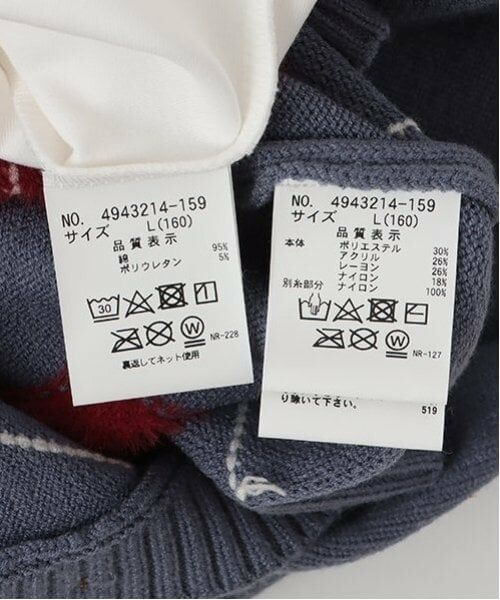 NO. 4943214-159
サイズ L(160)
品質表示
綿 95%
ポリウレタン 5%
30
NR-228
W
裏返してネット使用
NO. 4943214-159
サイズ L(160)
品質表示
本体 ポリエステル 30%
アクリル 26%
レーヨン 26%
ナイロン 18%
別糸部分 ナイロン 100%
NR-127
W
り除いて下さい。
519